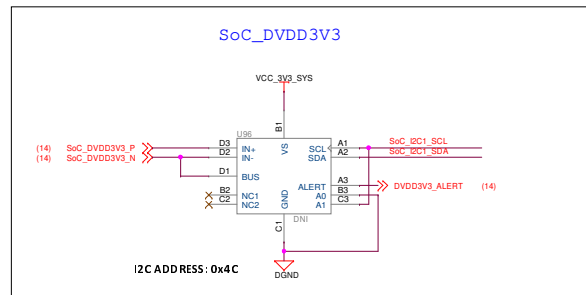 SoC_DVDD3V3
VCC_3V3_SYS
B1
U96
(14) SoC_DVDD3V3_P D3 IN+ VS SCL A1 SoC_I2C1_SCL
(14) SoC_DVDD3V3_N D2 IN- SDA A2 SoC_I2C1_SDA
D1 BUS
ALERT A3 DVDD3V3_ALERT (14)
B2 NC1 GND A0 B3
C2 NC2 A1 C3
C1 DNI
I2C ADDRESS: 0x4C
DGND